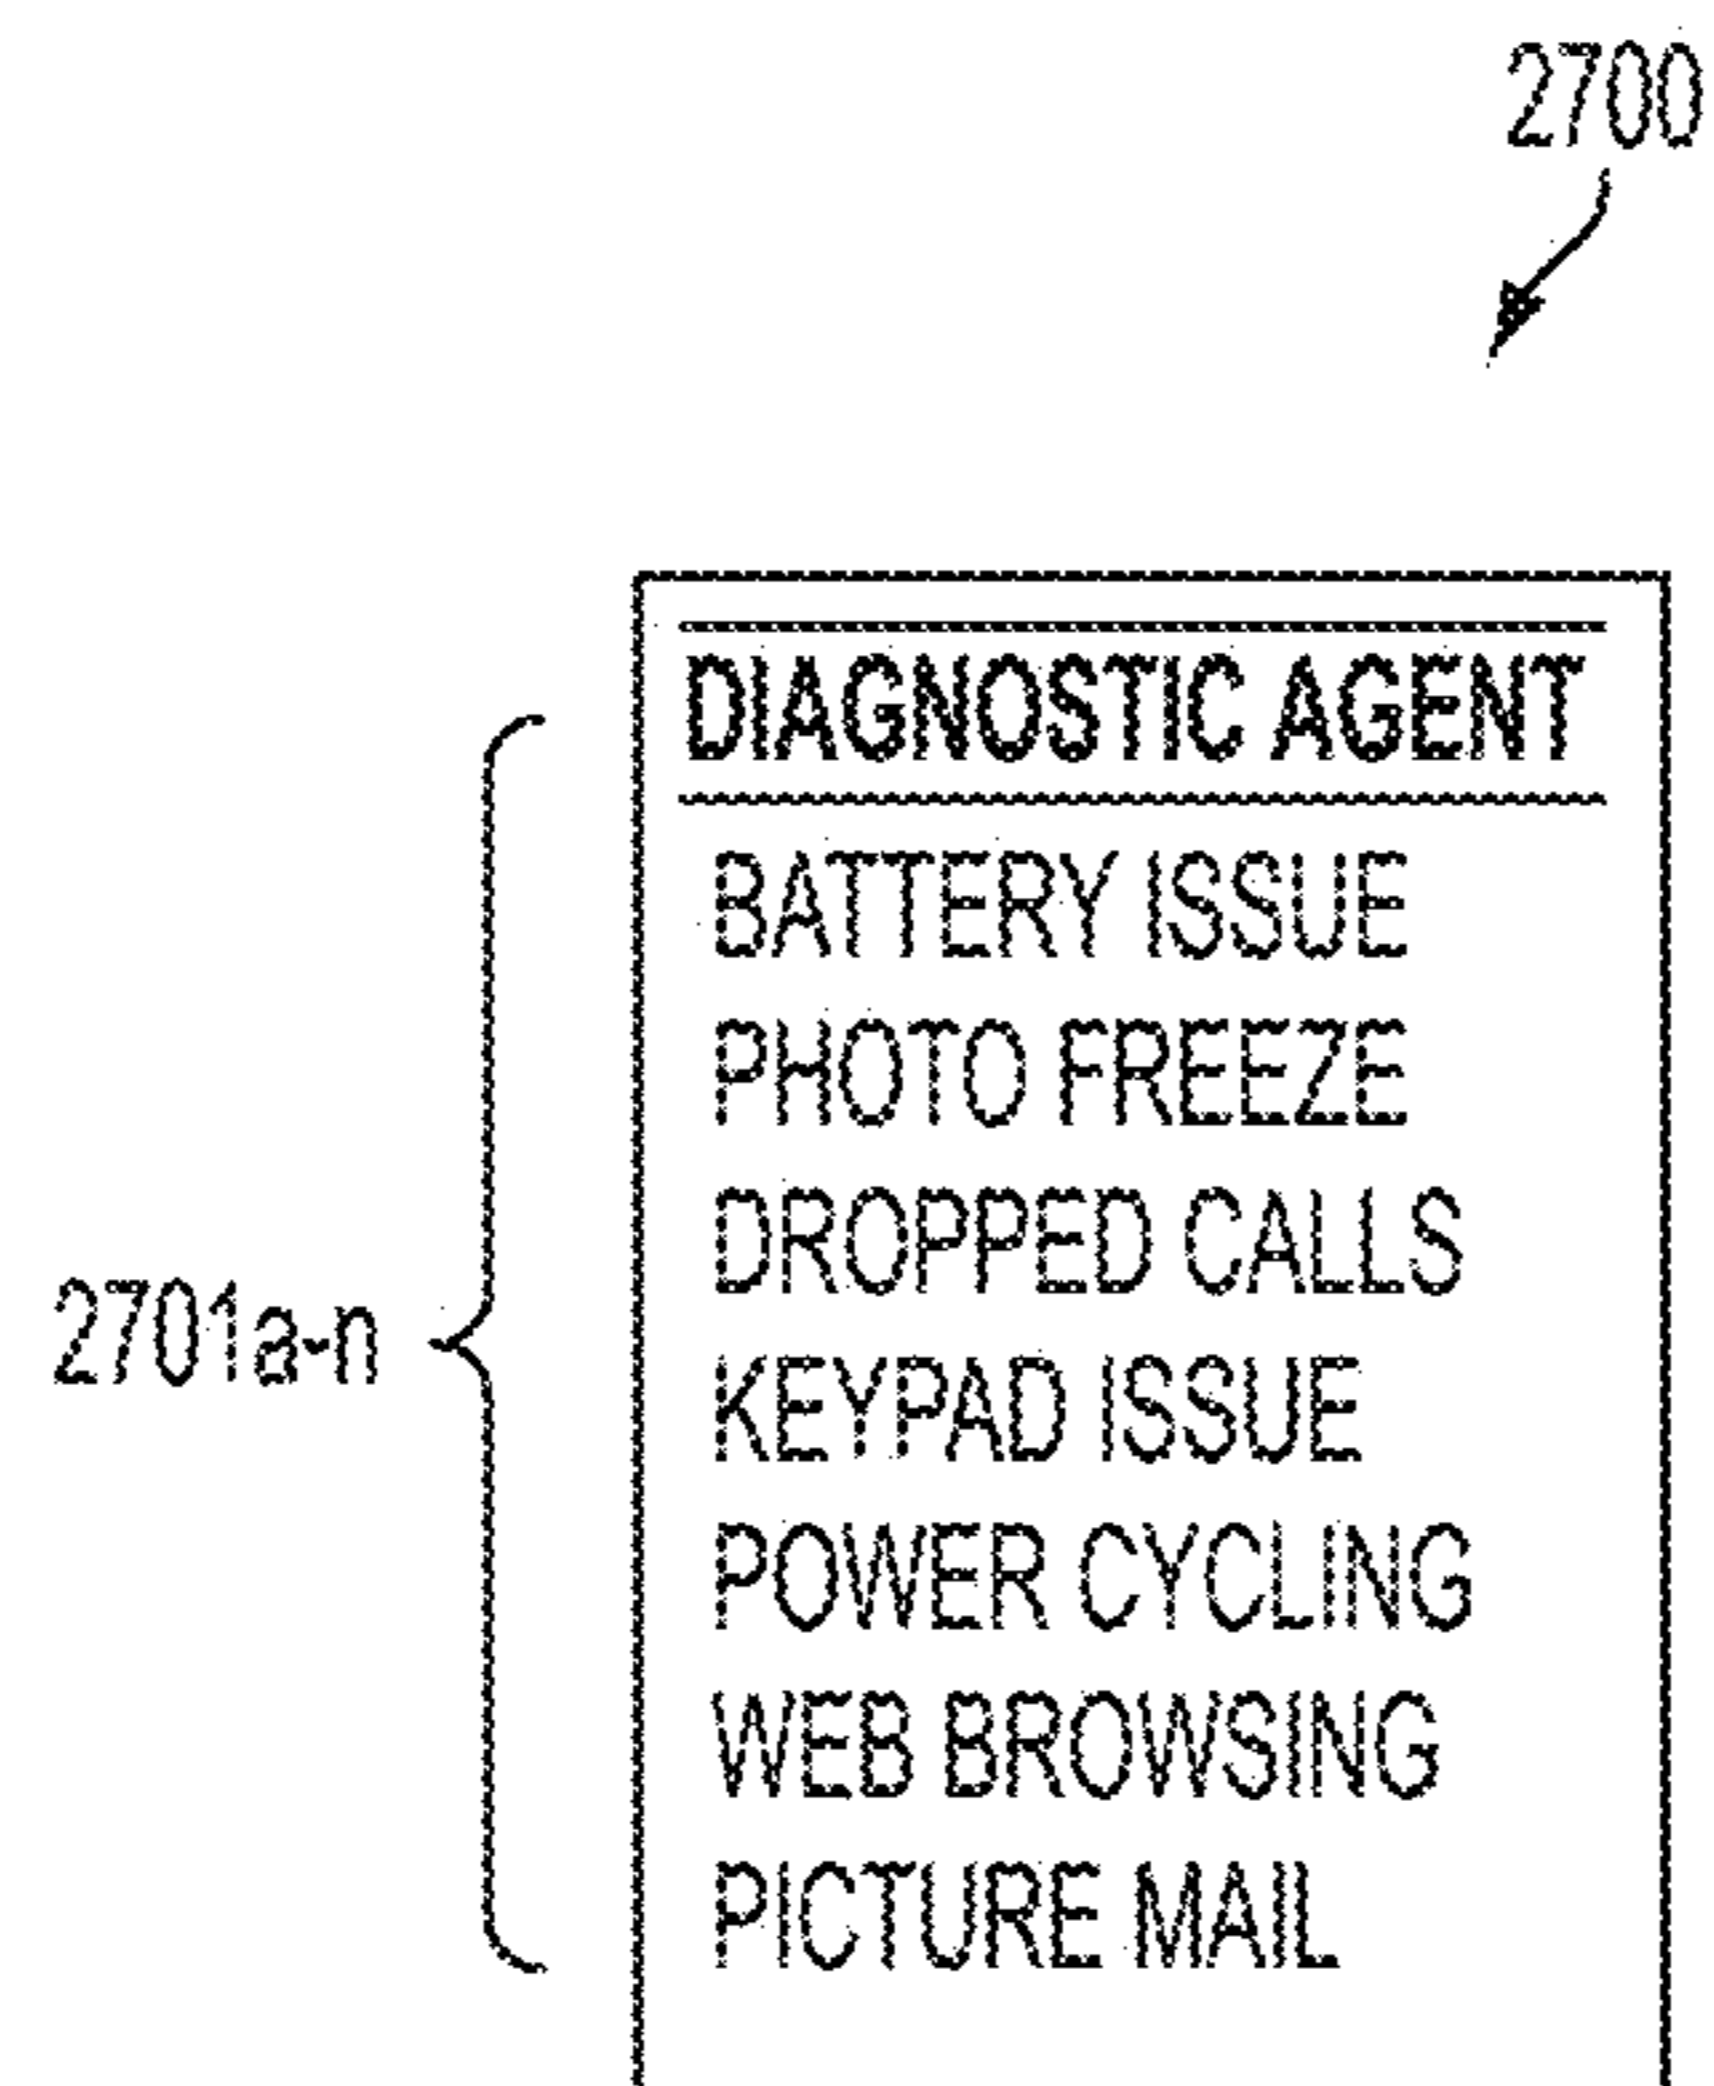 2700
DIAGNOSTIC AGENT
BATTERY ISSUE
PHOTO FREEZE
DROPPED CALLS
2701a-n
KEYPAD ISSUE
POWER CYCLING
WEB BROWSING
PICTURE MAIL